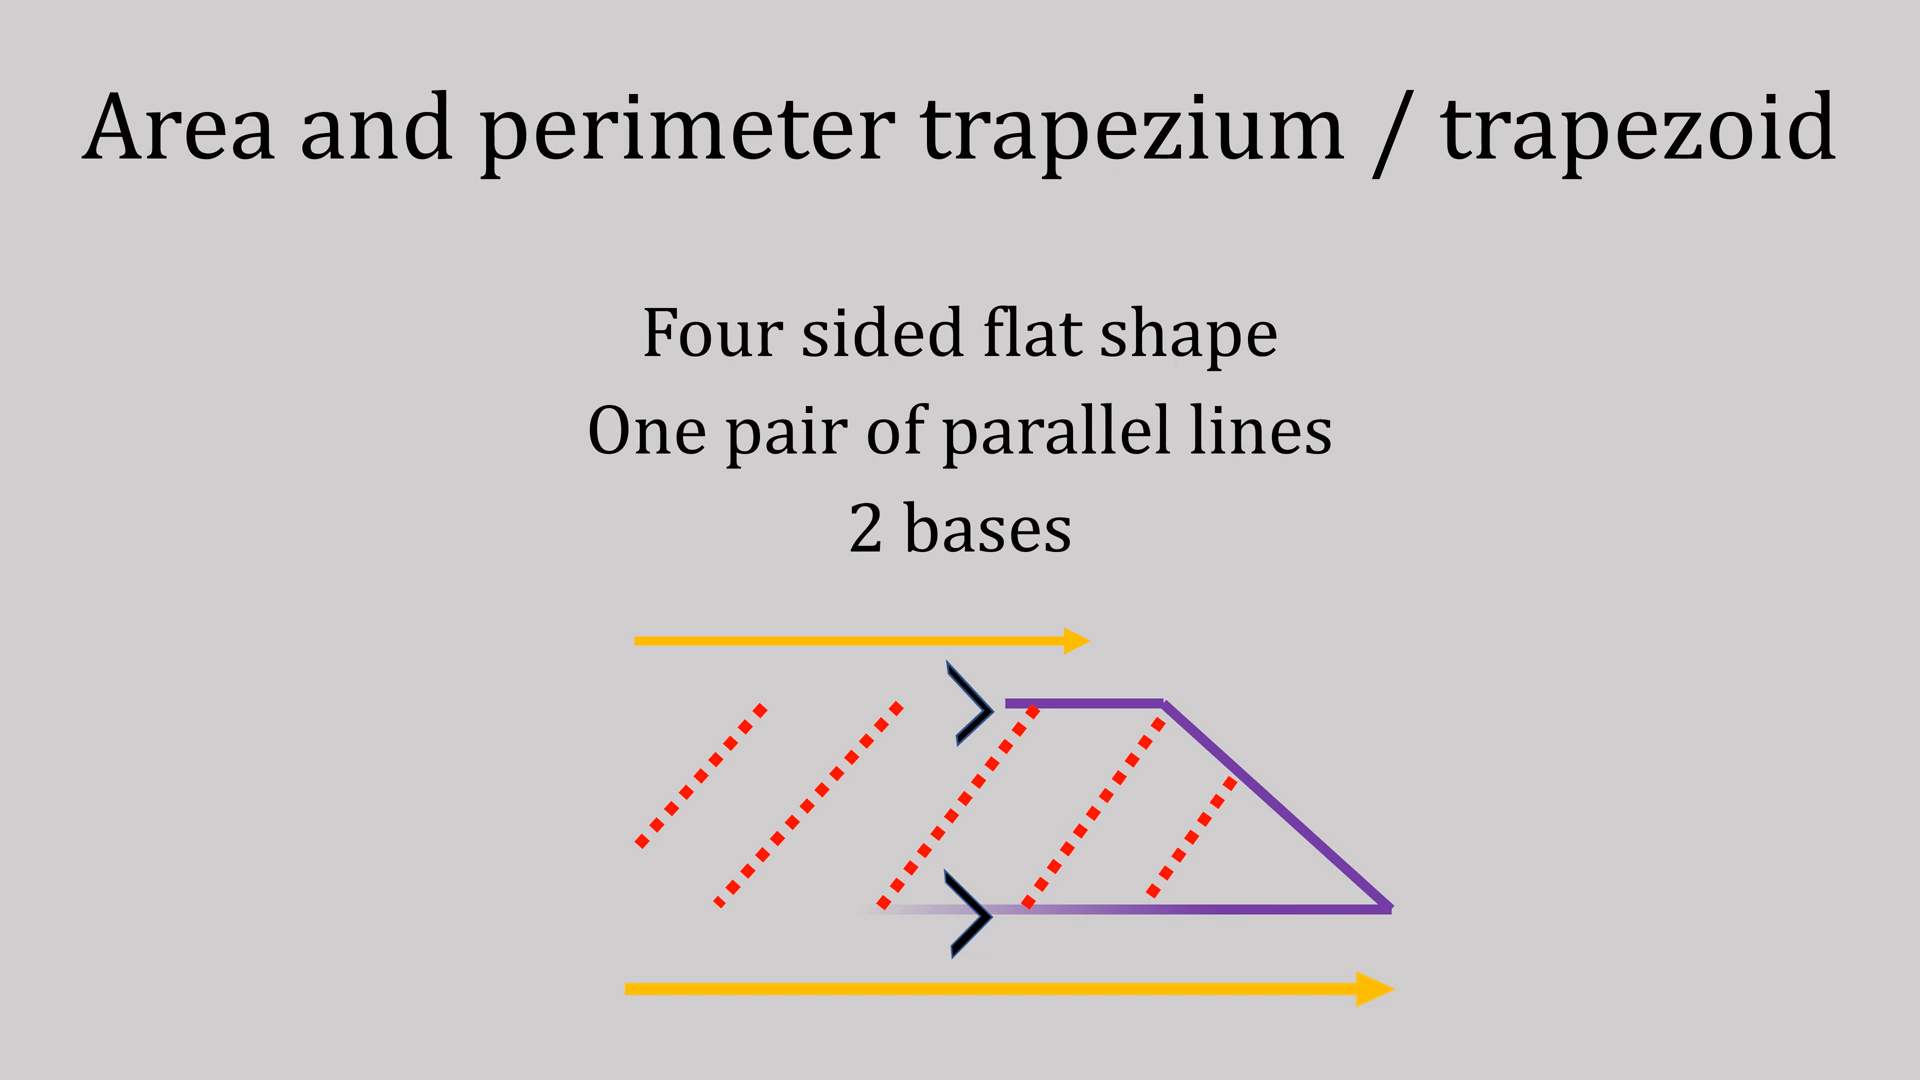 Area and perimeter trapezium / trapezoid
Four sided flat shape
One pair of parallel lines
2 bases